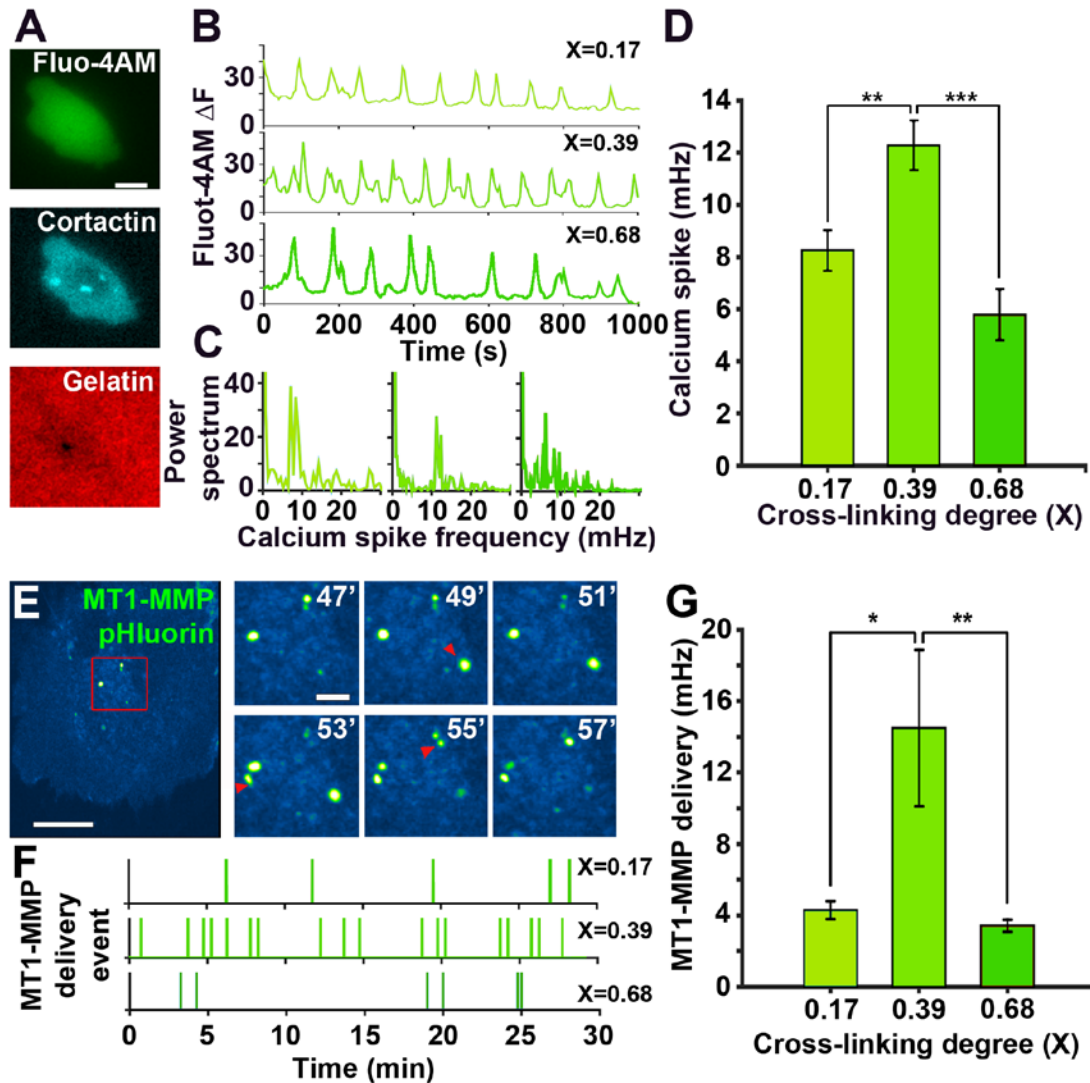 A
Fluo-4AM
Cortactin
Gelatin
B
Fluot-4AM ΔF
30
0
X=0.17
30
0
X=0.39
30
0
X=0.68
0 200 400 600 800 1000
Time (s)
C
Power
spectrum
40
20
0
10 20
10 20
10 20 30
Calcium spike frequency (mHz)
D
Calcium spike (mHz)
14
12
10
8
6
4
2
0
** ***
0.17 0.39 0.68
Cross-linking degree (X)
E
MT1-MMP
pHluorin
47’ 49’ 51’
53’ 55’ 57’
F
MT1-MMP
delivery
event
X=0.17
X=0.39
X=0.68
0 5 10 15 20 25 30
Time (min)
G
MT1-MMP delivery (mHz)
20
16
12
8
4
0
* **
0.17 0.39 0.68
Cross-linking degree (X)